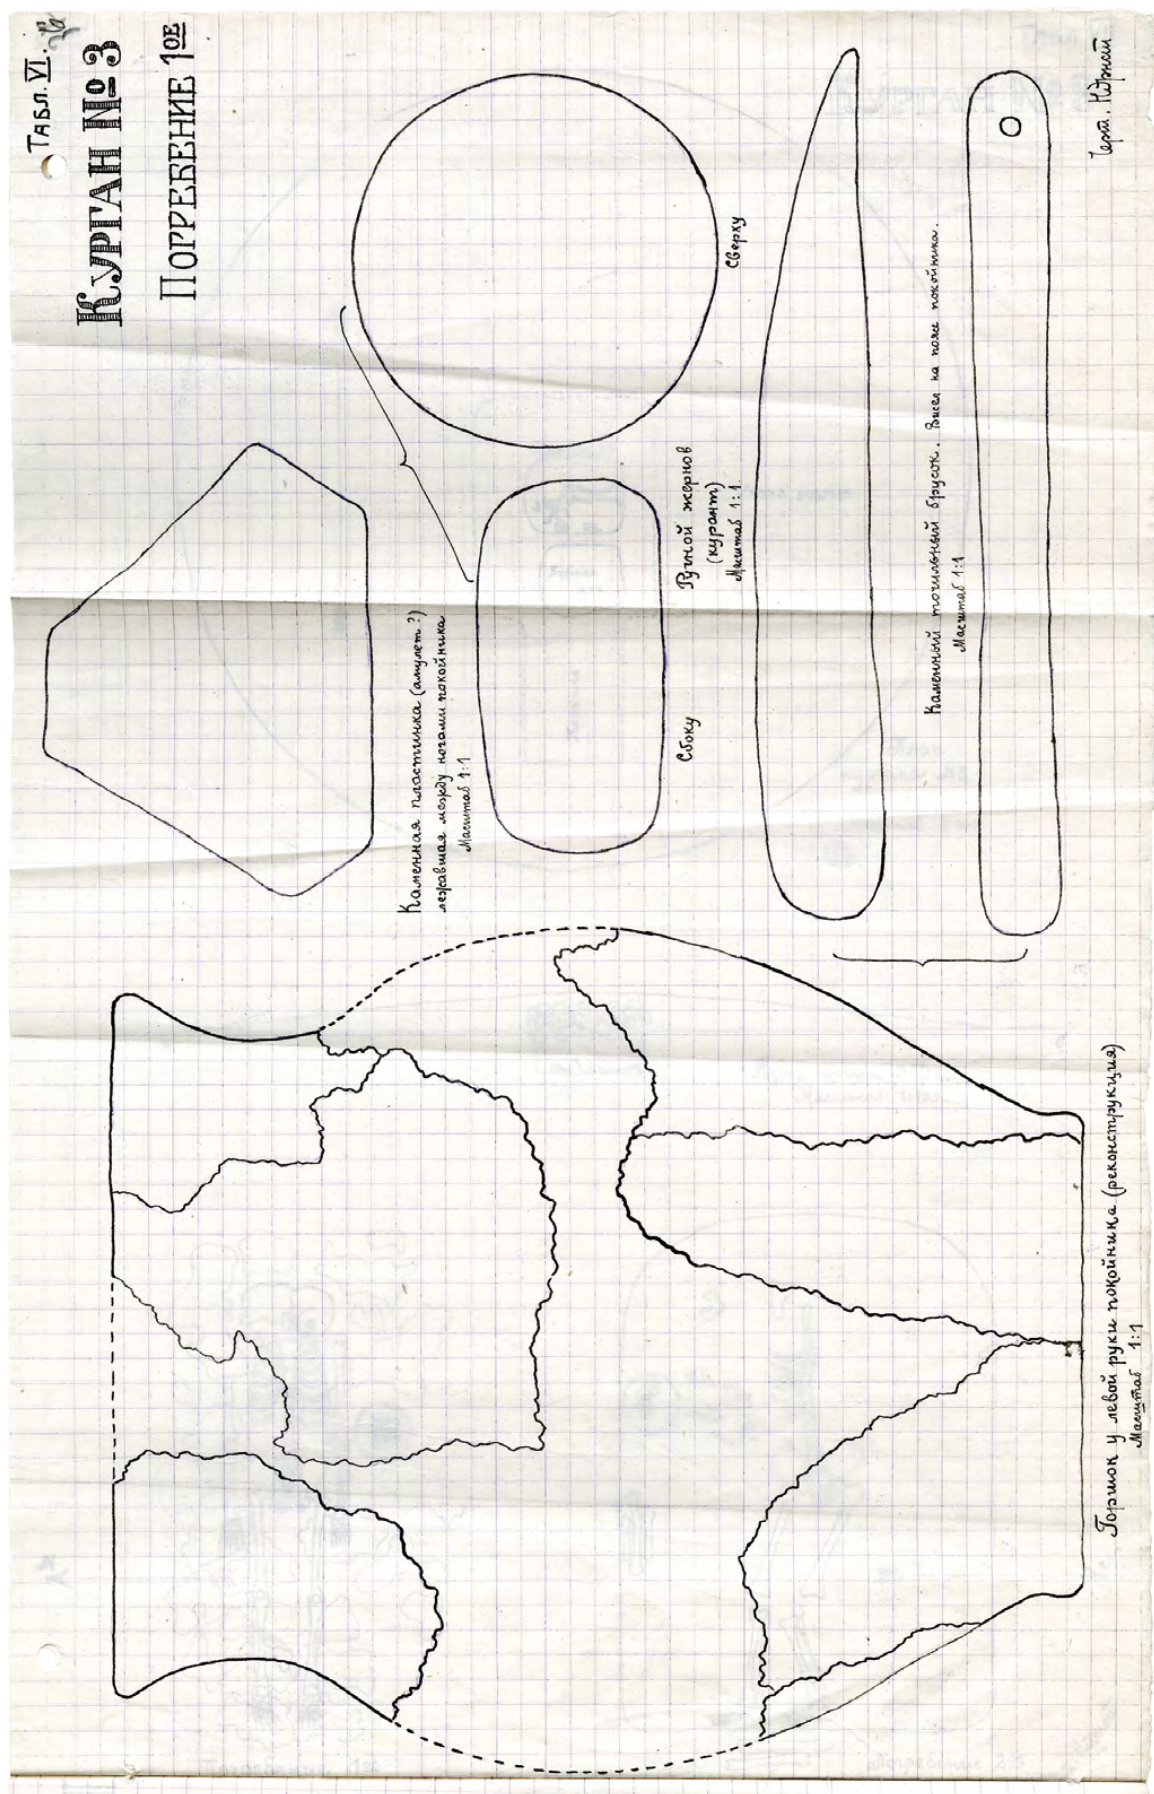 Табл. VI.
Курган № 3
Погребение 1ое
Каменная пластинка (амулет?)
лежавшая между ногами покойника
Масштаб 1:1
Сверху
Сбоку
Ручной жернов
(курант)
Масштаб 1:1
Каменный точильный брусок. Висел на поясе покойника.
Масштаб 1:1
Горшок у левой руки покойника (реконструкция)
Масштаб 1:1
Черт.